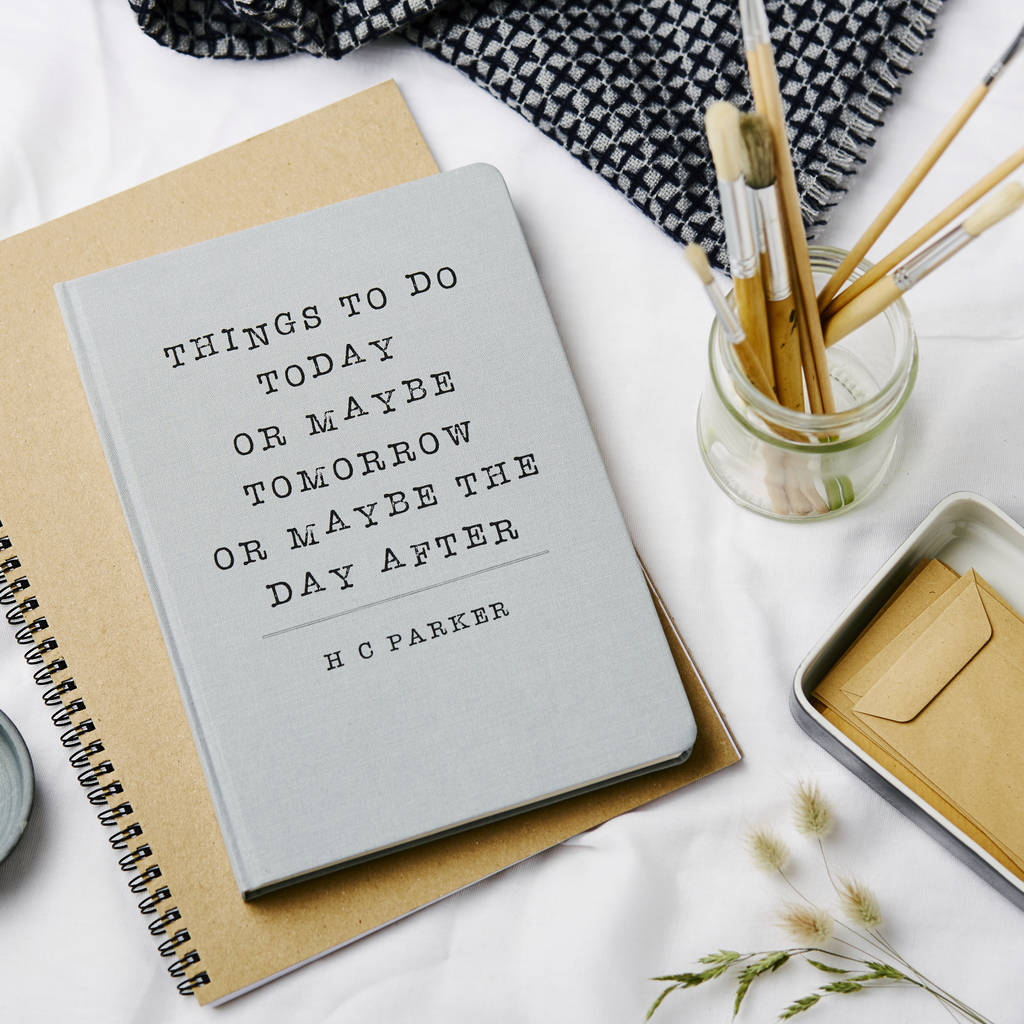 THINGS TO DO
TODAY
OR MAYBE
TOMORROW
OR MAYBE THE
DAY AFTER
H C PARKER